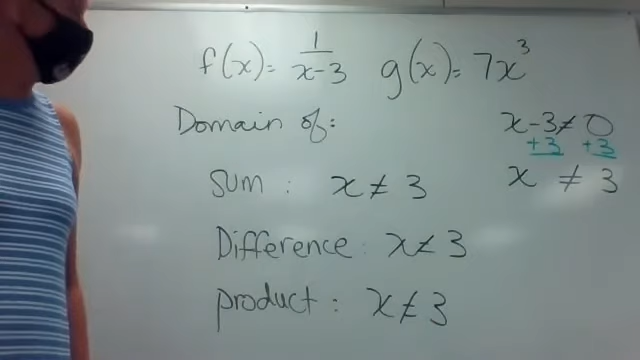 f(x)= 1/(x-3) g(x)= 7x³
Domain of:
x-3≠0
+3 +3
x ≠ 3
sum: x ≠ 3
Difference: x≠3
product: x≠3